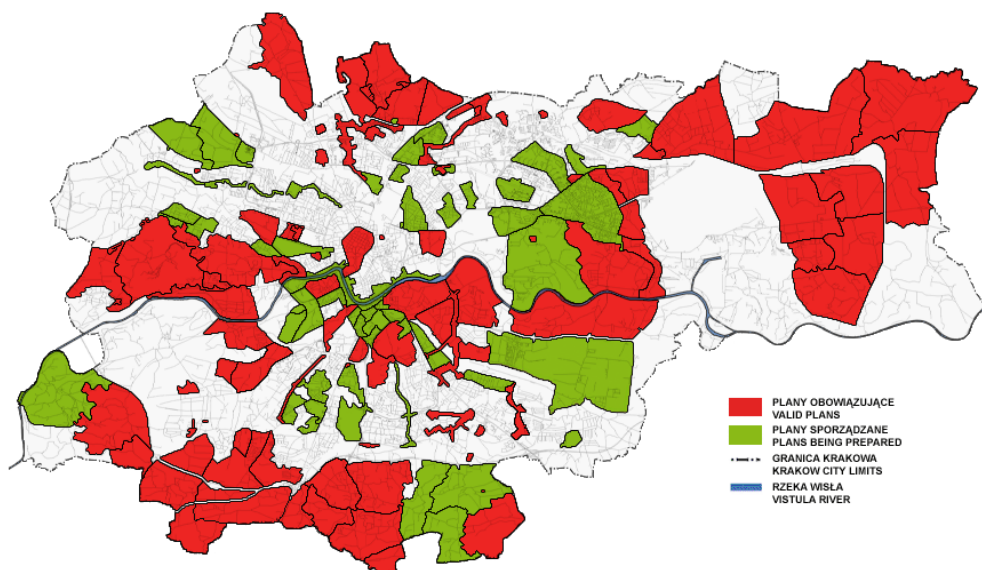 PLANY OBOWIĄZUJĄCE
VALID PLANS
PLANY SPORZĄDZANE
PLANS BEING PREPARED
GRANICA KRAKOWA
KRAKOW CITY LIMITS
RZEKA WISŁA
VISTULA RIVER